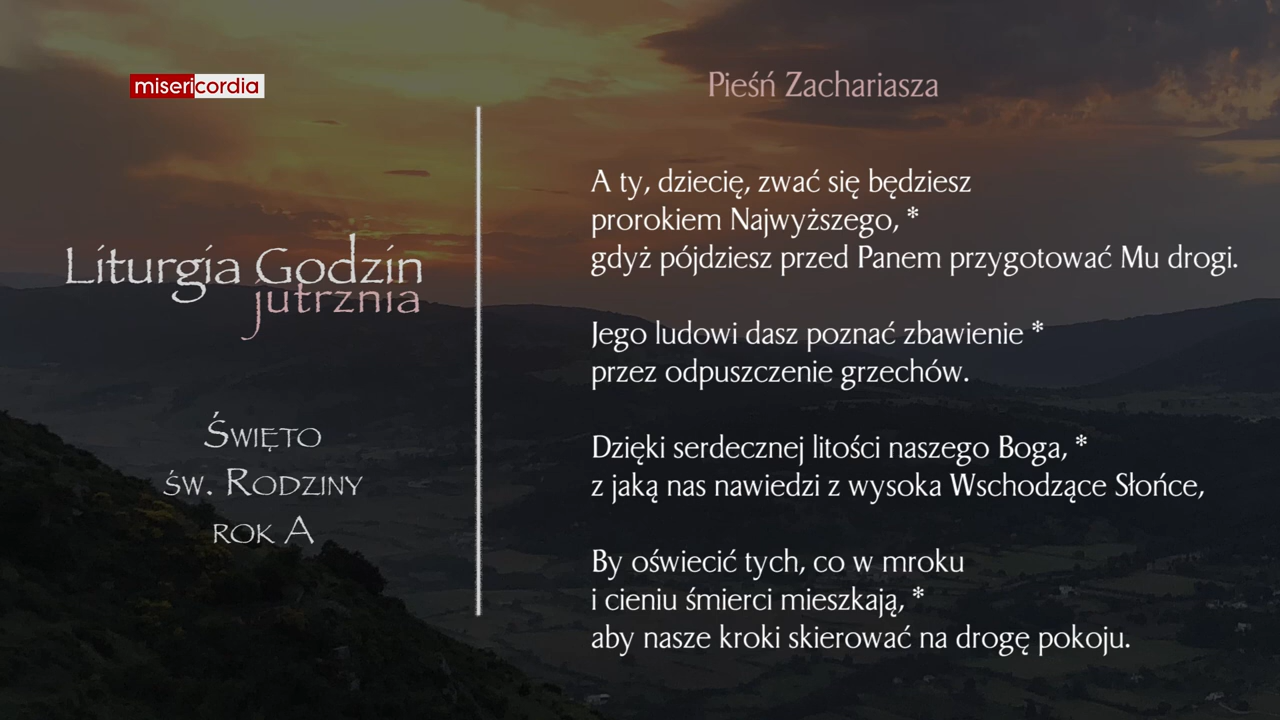 misericordia
Liturgia Godzin
jutrznia
Święto
św. Rodziny
rok A
Pieśń Zachariasza
A ty, dziecię, zwać się będziesz
prorokiem Najwyższego, *
gdyż pójdziesz przed Panem przygotować Mu drogi.
Jego ludowi dasz poznać zbawienie *
przez odpuszczenie grzechów.
Dzięki serdecznej litości naszego Boga, *
z jaką nas nawiedzi z wysoka Wschodzące Słońce,
By oświecić tych, co w mroku
i cieniu śmierci mieszkają, *
aby nasze kroki skierować na drogę pokoju.